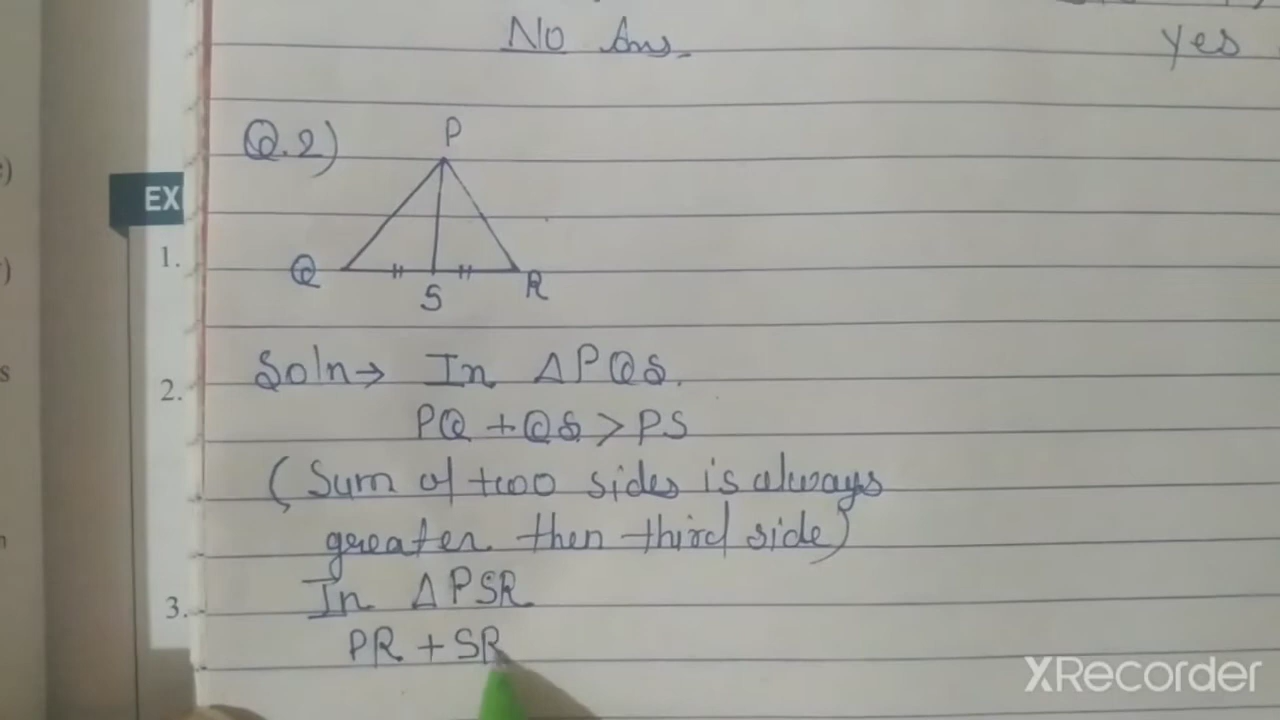 No Ans.
yes
Q.2)
P
EX
1.
Q
S
R
Soln→ In ΔPQS.
2.
PQ + QS > PS
(Sum of two sides is always
greater then third side)
In ΔPSR
3.
PR + SR
XRecorder